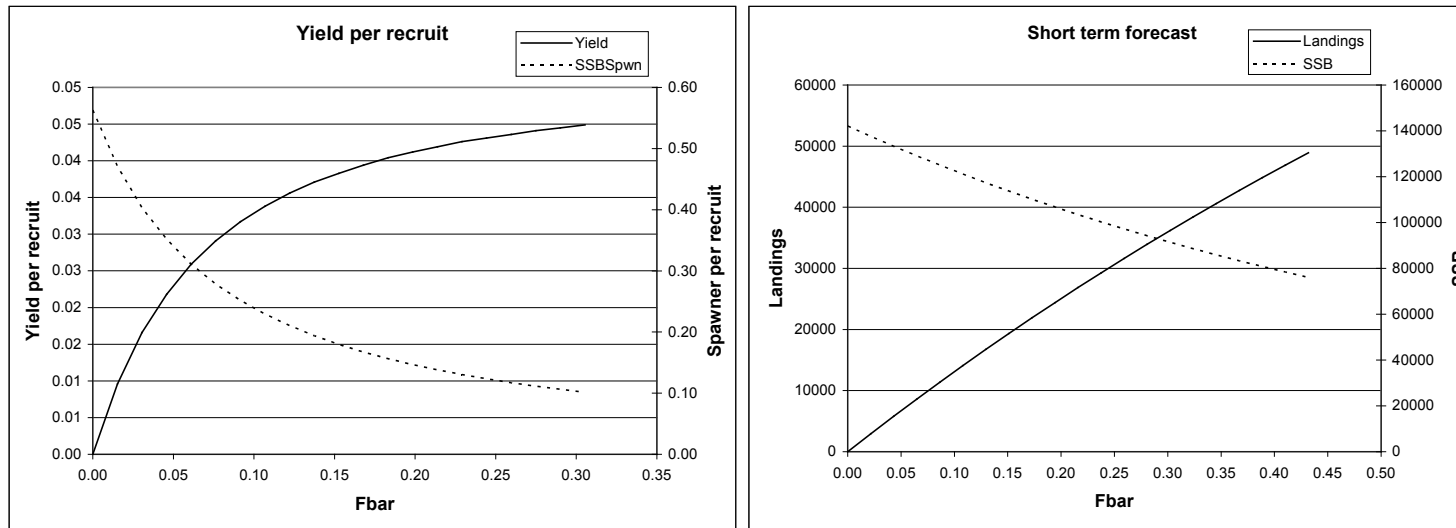 Yield per recruit
Yield
SSBSpwn
0.05
0.05
0.04
0.04
0.03
0.03
0.02
0.02
0.01
0.01
0.00
Yield per recruit
0.60
0.50
0.40
0.30
0.20
0.10
0.00
Spawner per recruit
0.00 0.05 0.10 0.15 0.20 0.25 0.30 0.35
Fbar
Short term forecast
Landings
SSB
60000
50000
40000
30000
20000
10000
0
Landings
160000
140000
120000
100000
80000
60000
40000
20000
0
SSB
0.00 0.05 0.10 0.15 0.20 0.25 0.30 0.35 0.40 0.45 0.50
Fbar